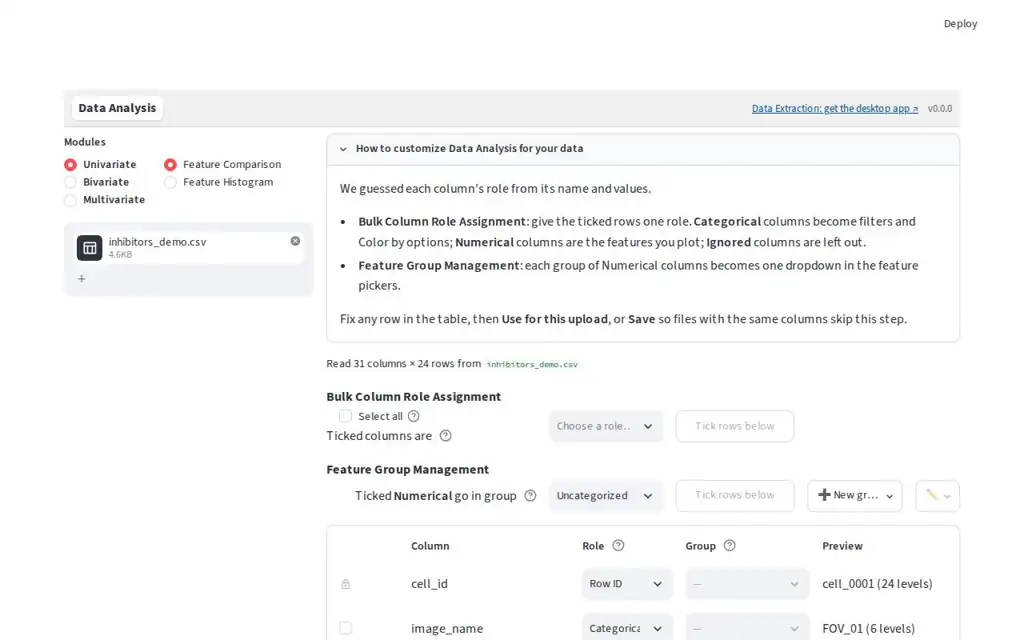 Deploy
Data Analysis
Data Extraction: get the desktop app ↗ v0.0.0
Modules
Univariate
Bivariate
Multivariate
Feature Comparison
Feature Histogram
inhibitors_demo.csv
4.6KB
+
How to customize Data Analysis for your data
We guessed each column's role from its name and values.
• Bulk Column Role Assignment: give the ticked rows one role. Categorical columns become filters and
Color by options; Numerical columns are the features you plot; Ignored columns are left out.
• Feature Group Management: each group of Numerical columns becomes one dropdown in the feature
pickers.
Fix any row in the table, then Use for this upload, or Save so files with the same columns skip this step.
Read 31 columns × 24 rows from inhibitors_demo.csv
Bulk Column Role Assignment
Select all
Ticked columns are
Choose a role..
Tick rows below
Feature Group Management
Ticked Numerical go in group
Uncategorized
Tick rows below
➕ New gr...
Column Role Group Preview
cell_id Row ID — cell_0001 (24 levels)
image_name Categorica — FOV_01 (6 levels)